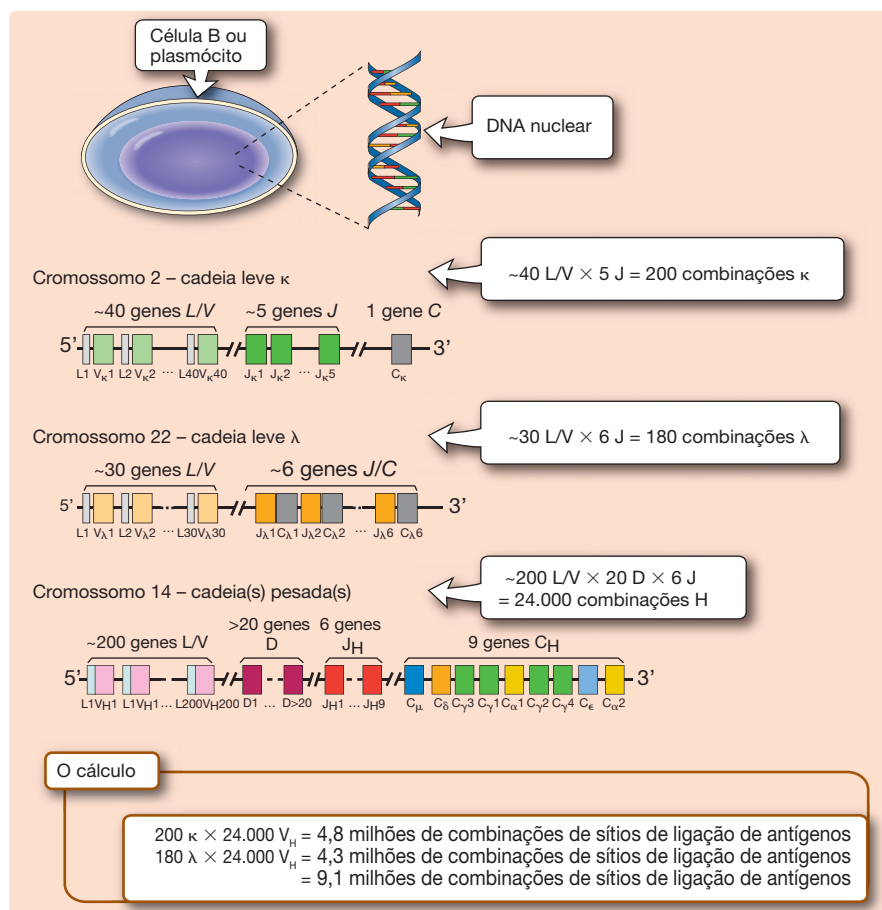 Célula B ou
plasmócito
DNA nuclear
~40 L/V × 5 J = 200 combinações κ
Cromossomo 2 – cadeia leve κ
~40 genes L/V
~5 genes J
1 gene C
5’
3’
L1 Vκ1 L2 Vκ2 ... L40Vκ40
Jκ1 Jκ2 ... Jκ5
Cκ
~30 L/V × 6 J = 180 combinações λ
Cromossomo 22 – cadeia leve λ
~30 genes L/V
~6 genes J/C
5’
3’
L1 Vλ1 L2 Vλ2 ... L30Vλ30
Jλ1 Cλ1 Jλ2 Cλ2 ... Jλ6 Cλ6
~200 L/V × 20 D × 6 J
= 24.000 combinações H
Cromossomo 14 – cadeia(s) pesada(s)
~200 genes L/V
>20 genes
D
6 genes
JH
9 genes CH
5’
3’
L1VH1 L1VH1... L200VH200
D1 ... D>20
JH1 ... JH9
Cμ Cδ Cγ3 Cγ1 Cα1 Cγ2 Cγ4 Cϵ Cα2
O cálculo
200 κ × 24.000 VH = 4,8 milhões de combinações de sítios de ligação de antígenos
180 λ × 24.000 VH = 4,3 milhões de combinações de sítios de ligação de antígenos
= 9,1 milhões de combinações de sítios de ligação de antígenos